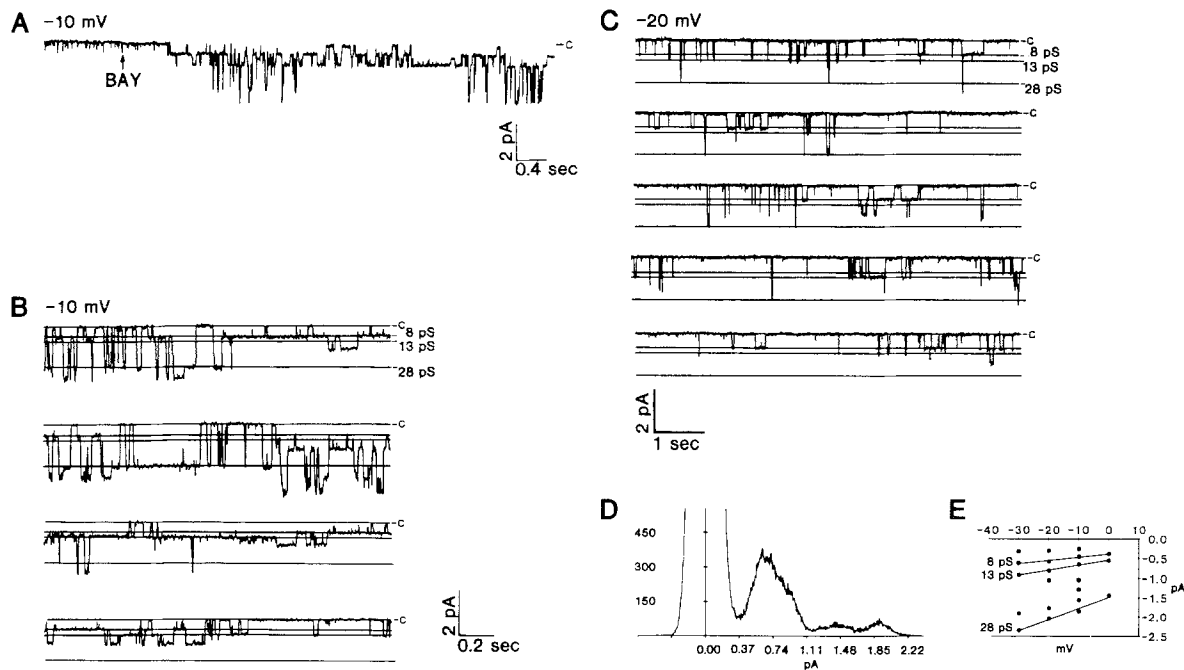 A
-10 mV
BAY
-c
2 pA
0.4 sec
B
-10 mV
-c
8 pS
13 pS
28 pS
-c
-c
-c
2 pA
0.2 sec
C
-20 mV
-c
8 pS
13 pS
28 pS
-c
-c
-c
-c
2 pA
1 sec
D
450
300
150
0.00 0.37 0.74 1.11 1.48 1.85 2.22
pA
E
-40 -30 -20 -10 0 10
0.0
-0.5
-1.0
-1.5
-2.0
-2.5
pA
8 pS
13 pS
28 pS
mV